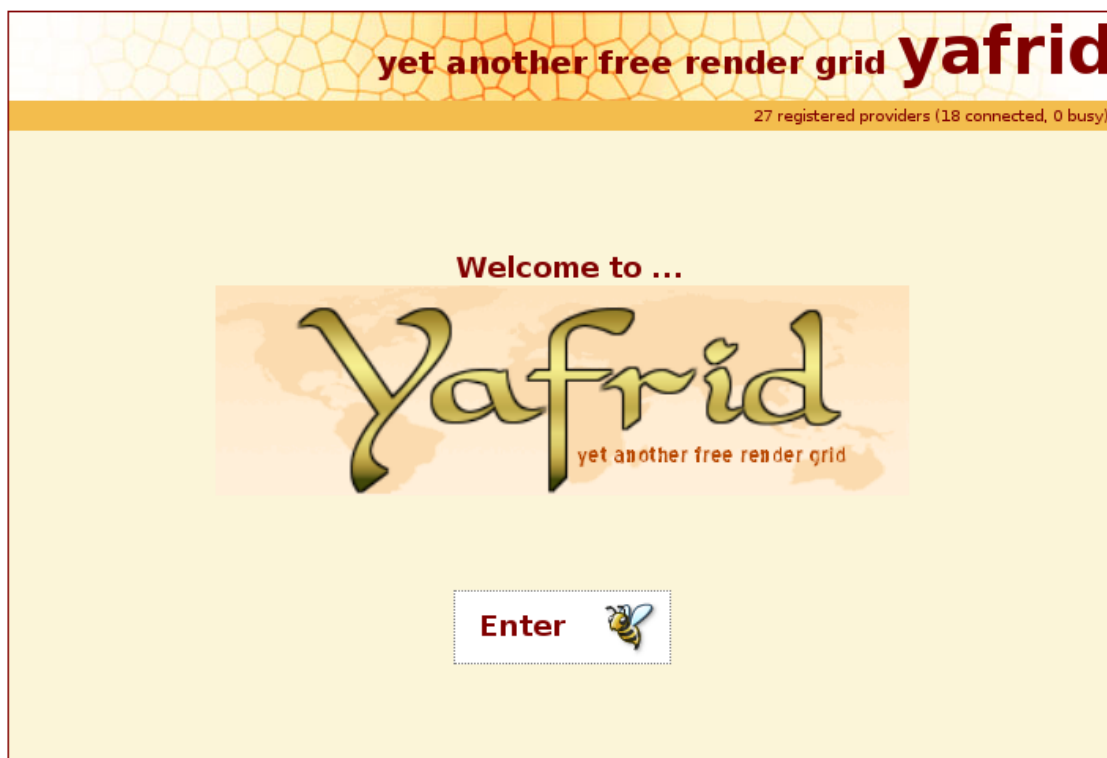 yet another free render grid yafrid
27 registered providers (18 connected, 0 busy)
Welcome to ...
Yafrid
yet another free render grid
Enter